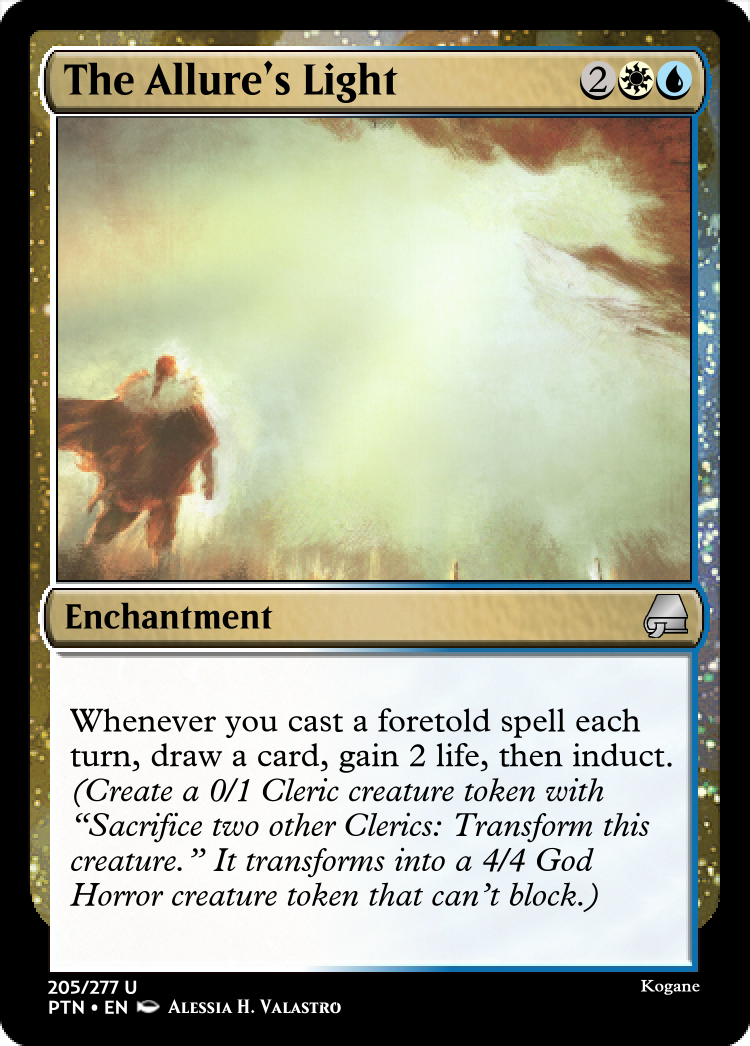 The Allure's Light 2
Enchantment
Whenever you cast a foretold spell each
turn, draw a card, gain 2 life, then induct.
(Create a 0/1 Cleric creature token with
“Sacrifice two other Clerics: Transform this
creature.” It transforms into a 4/4 God
Horror creature token that can’t block.)
205/277 U
Kogane
PTN • EN ALESSIA H. VALASTRO